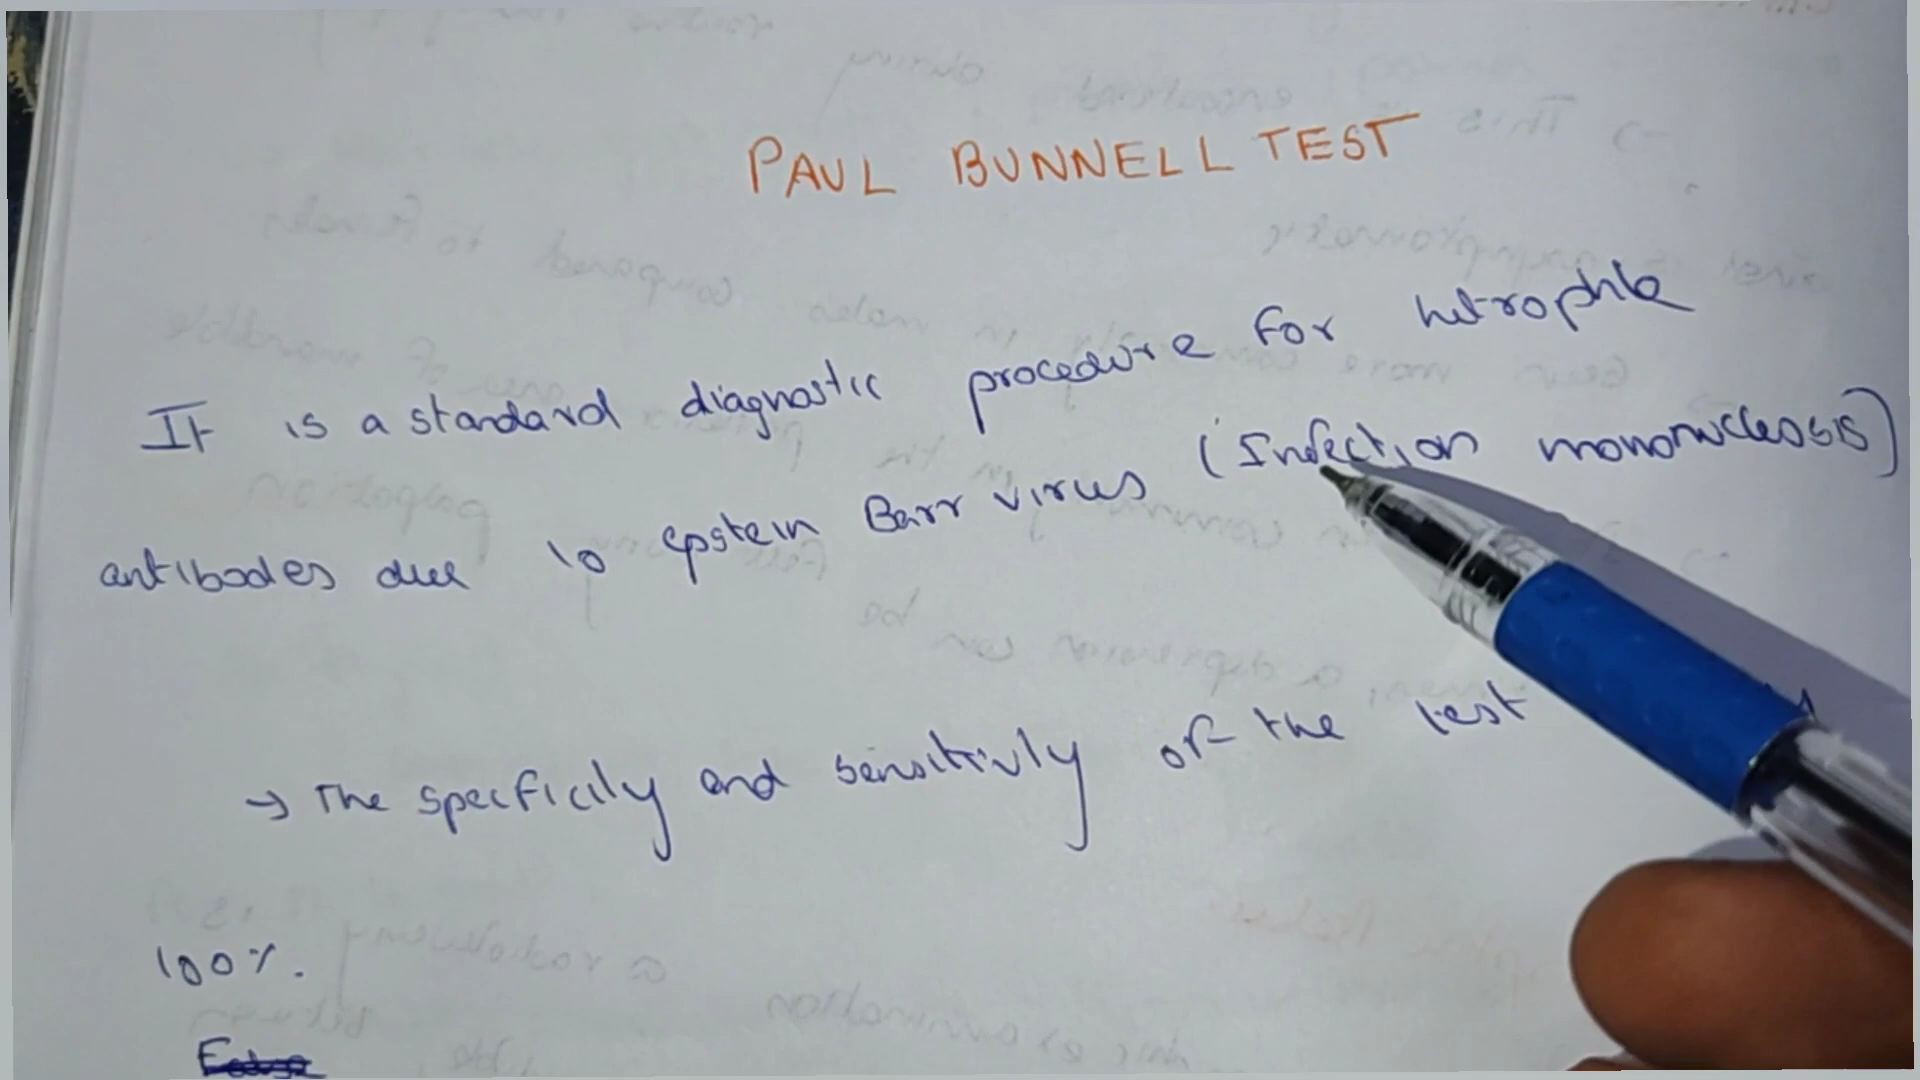 PAUL BUNNELL TEST
It is a standard diagnostic procedure for hetrophile
antibodes due to epstein Barr virus (Infection mononucleosis)
→ The specificily and sensitivly of the test
100%.